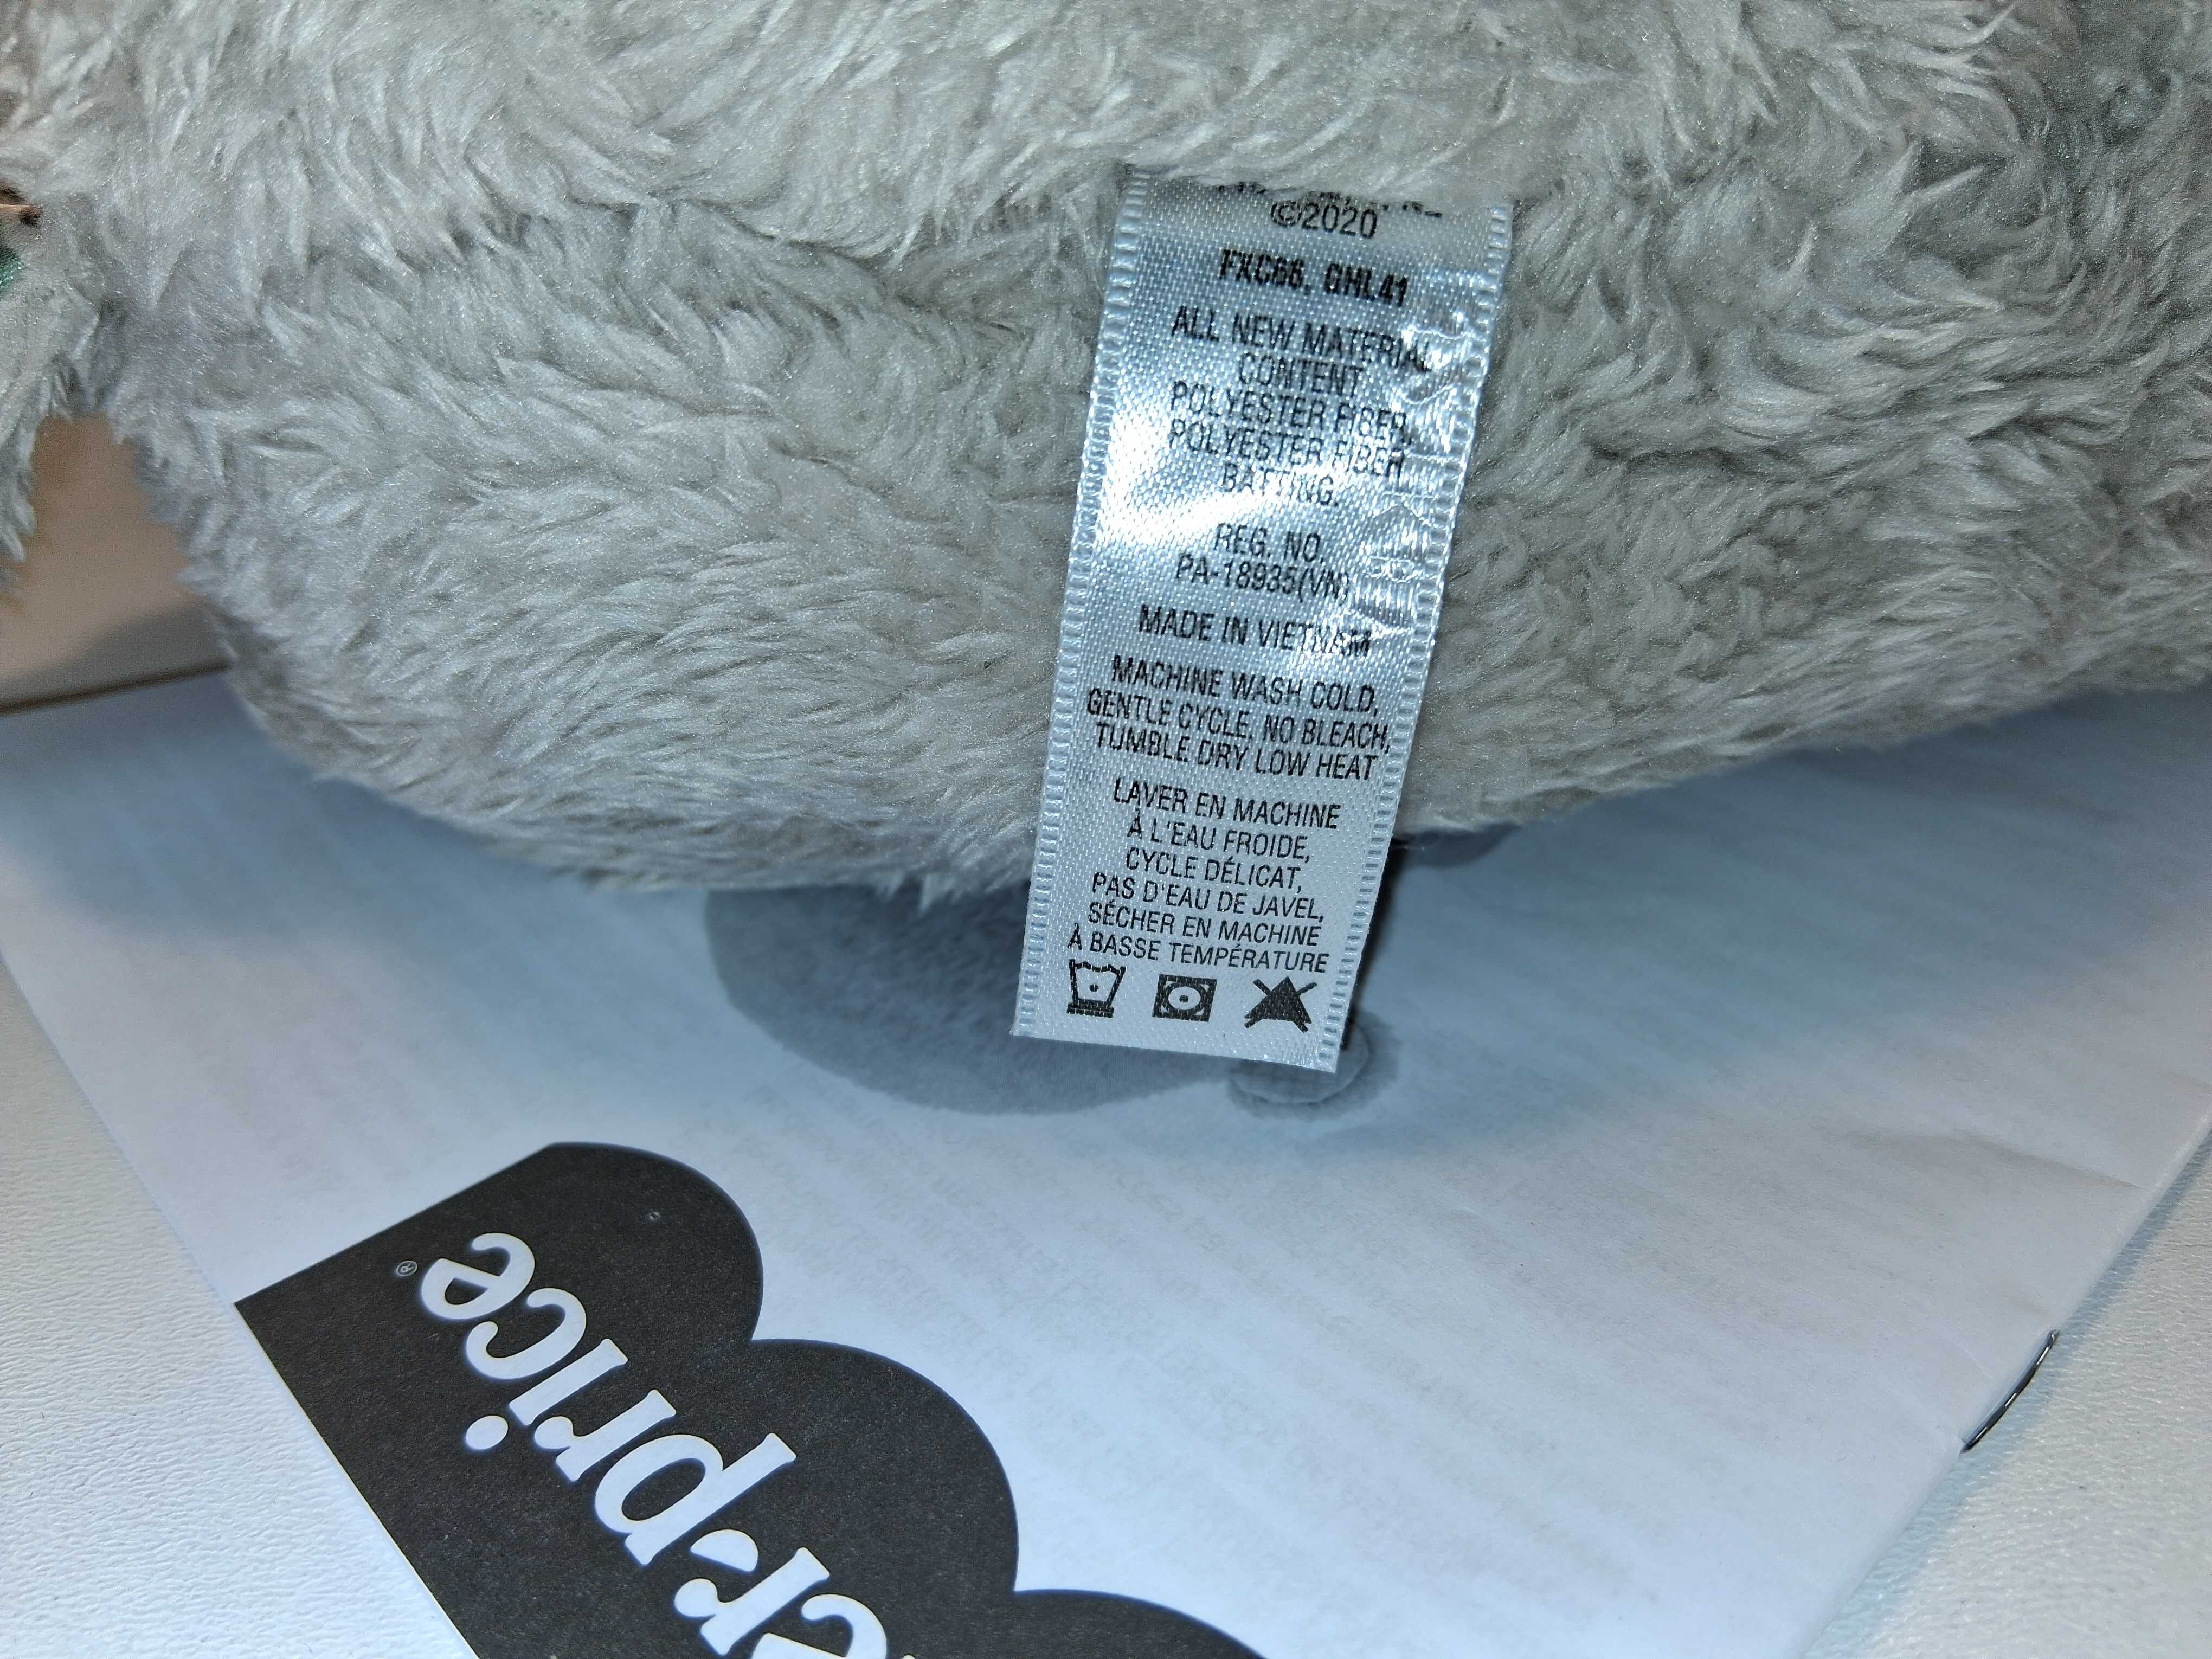 ©2020
FXC66, GHL41
ALL NEW MATERIAL
CONTENT
POLYESTER FIBER,
POLYESTER FIBER
BATTING.
REG. NO.
PA-18935(VN)
MADE IN VIETNAM
MACHINE WASH COLD,
GENTLE CYCLE, NO BLEACH,
TUMBLE DRY LOW HEAT
LAVER EN MACHINE
À L'EAU FROIDE,
CYCLE DÉLICAT,
PAS D'EAU DE JAVEL,
SÉCHER EN MACHINE
À BASSE TEMPÉRATURE
er-price®